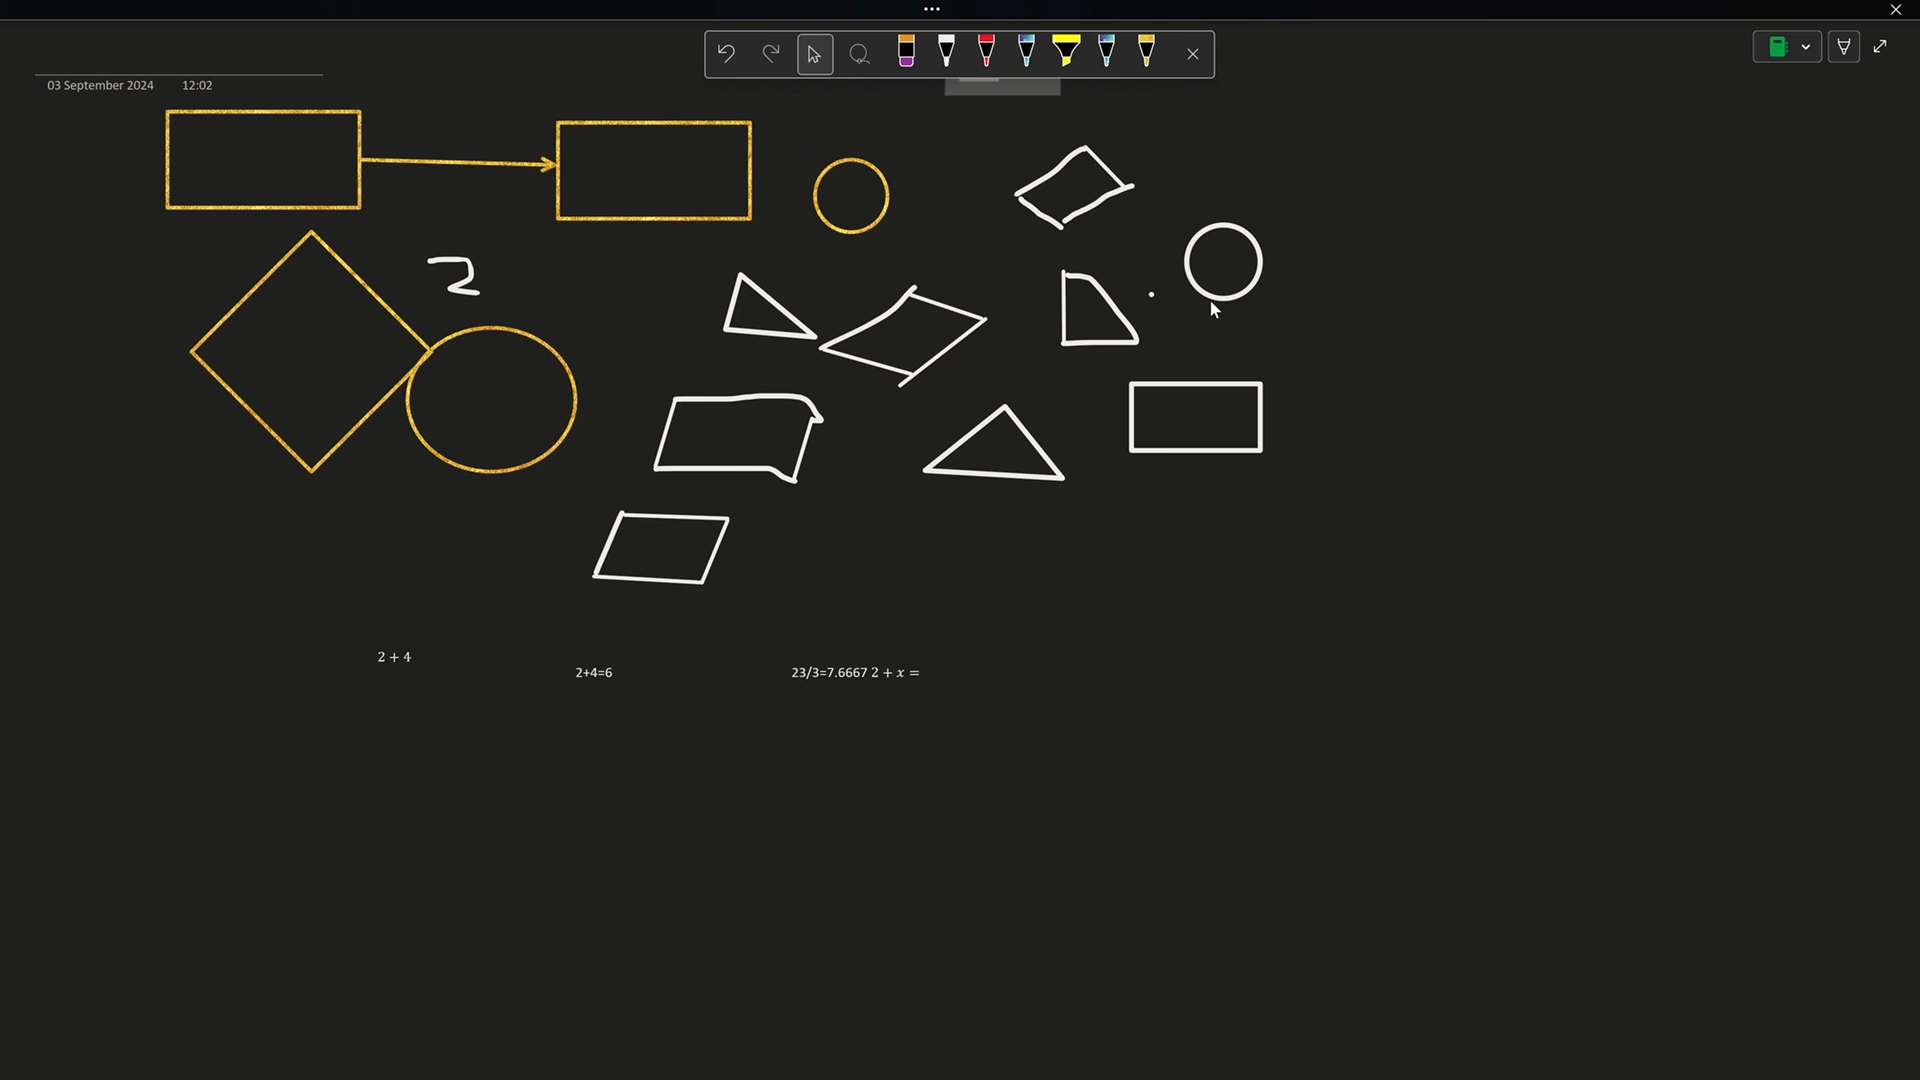 03 September 2024 12:02
2
2 + 4
2+4=6
23/3=7.6667 2 + x =